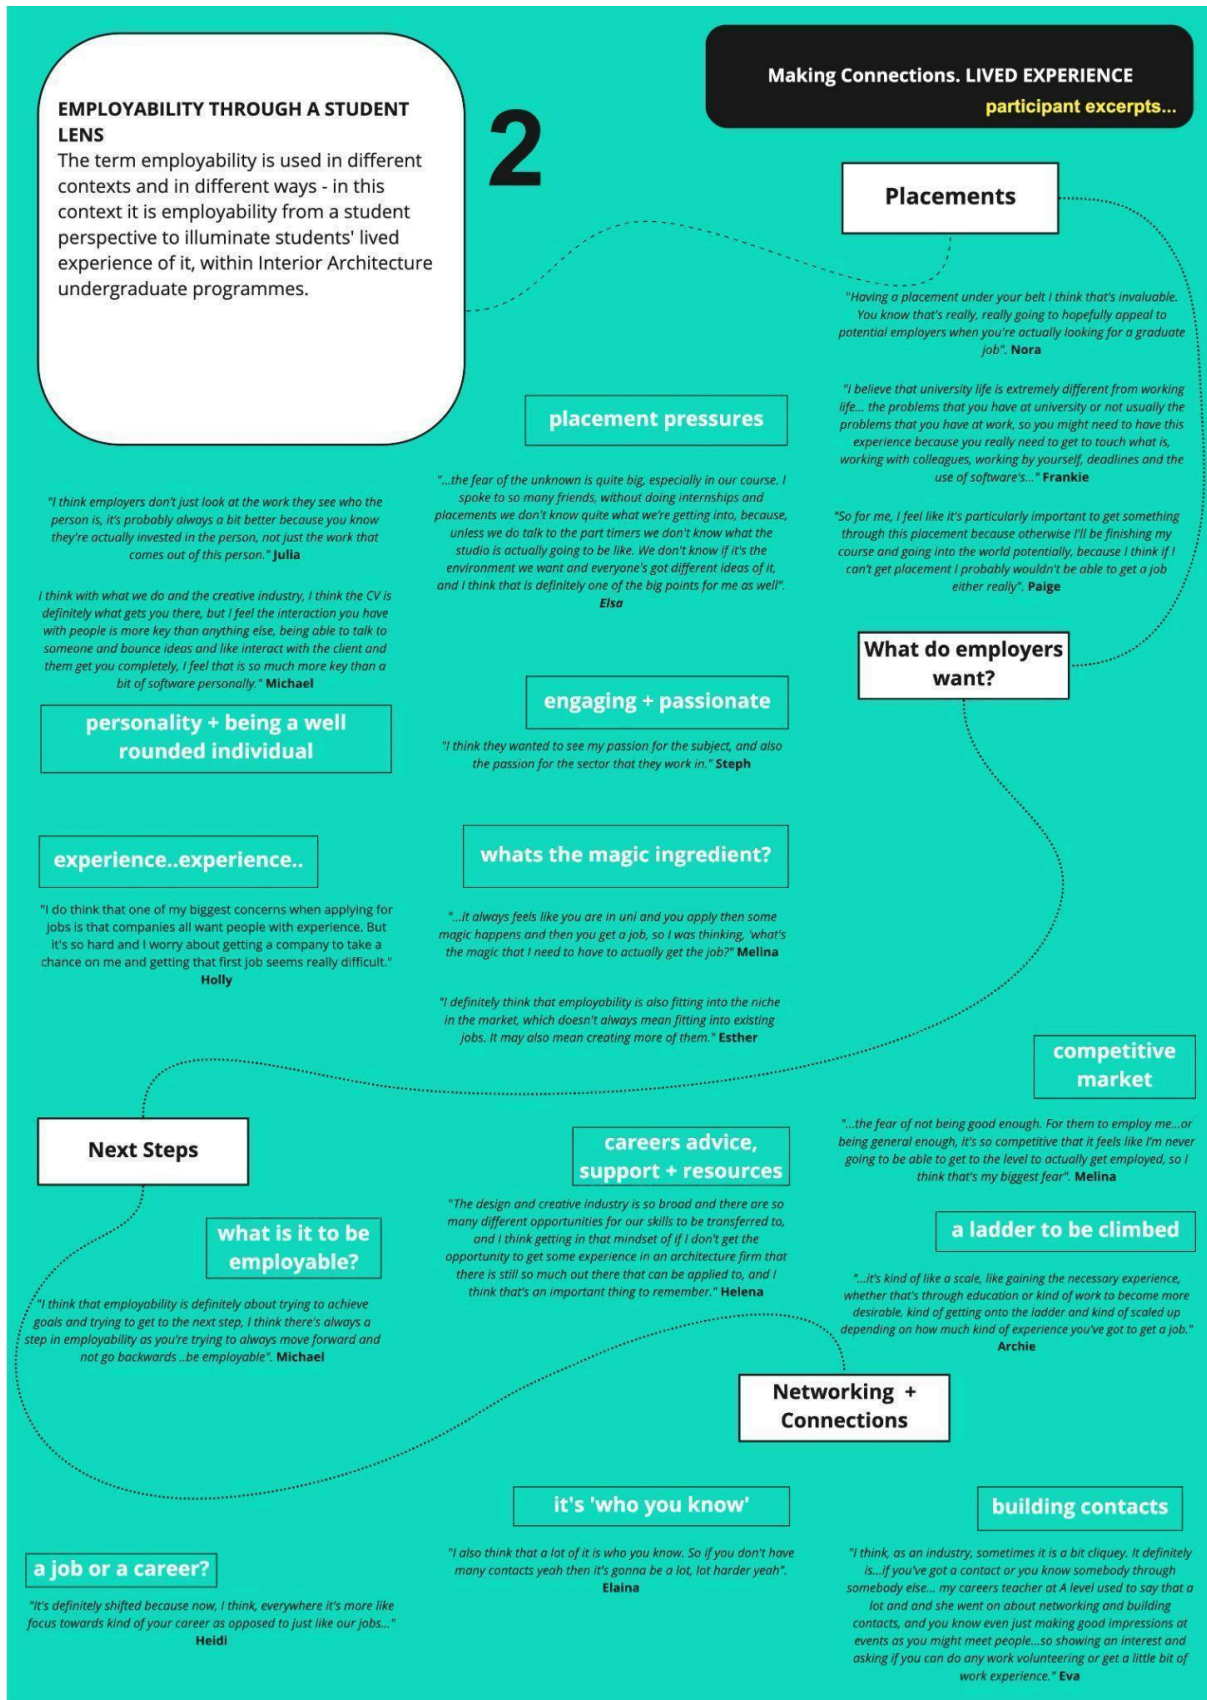 EMPLOYABILITY THROUGH A STUDENT
LENS
The term employability is used in different
contexts and in different ways - in this
context it is employability from a student
perspective to illuminate students' lived
experience of it, within Interior Architecture
undergraduate programmes.
2
Making Connections. LIVED EXPERIENCE
participant excerpts...
Placements
"Having a placement under your belt I think that's invaluable.
You know that's really, really going to hopefully appeal to
potential employers when you're actually looking for a graduate
job". Nora
"I believe that university life is extremely different from working
life... the problems that you have at university or not usually the
problems that you have at work, so you might need to have this
experience because you really need to get to touch what is,
working with colleagues, working by yourself, deadlines and the
use of software's..." Frankie
"So for me, I feel like it's particularly important to get something
through this placement because otherwise I'll be finishing my
course and going into the world potentially, because I think if I
can't get placement I probably wouldn't be able to get a job
either really". Paige
placement pressures
"...the fear of the unknown is quite big, especially in our course. I
spoke to so many friends, without doing internships and
placements we don't know quite what we're getting into, because,
unless we do talk to the part timers we don't know what the
studio is actually going to be like. We don't know if it's the
environment we want and everyone's got different ideas of it,
and I think that is definitely one of the big points for me as well".
Elsa
"I think employers don't just look at the work they see who the
person is, it's probably always a bit better because you know
they're actually invested in the person, not just the work that
comes out of this person." Julia
I think with what we do and the creative industry, I think the CV is
definitely what gets you there, but I feel the interaction you have
with people is more key than anything else, being able to talk to
someone and bounce ideas and like interact with the client and
them get you completely, I feel that is so much more key than a
bit of software personally." Michael
personality + being a well
rounded individual
What do employers
want?
engaging + passionate
"I think they wanted to see my passion for the subject, and also
the passion for the sector that they work in." Steph
experience..experience..
"I do think that one of my biggest concerns when applying for
jobs is that companies all want people with experience. But
it's so hard and I worry about getting a company to take a
chance on me and getting that first job seems really difficult."
Holly
whats the magic ingredient?
"...It always feels like you are in uni and you apply then some
magic happens and then you get a job, so I was thinking, 'what's
the magic that I need to have to actually get the job?" Melina
"I definitely think that employability is also fitting into the niche
in the market, which doesn't always mean fitting into existing
jobs. It may also mean creating more of them." Esther
competitive
market
"...the fear of not being good enough. For them to employ me...or
being general enough, it's so competitive that it feels like I'm never
going to be able to get to the level to actually get employed, so I
think that's my biggest fear". Melina
Next Steps
careers advice,
support + resources
"The design and creative industry is so broad and there are so
many different opportunities for our skills to be transferred to,
and I think getting in that mindset of if I don't get the
opportunity to get some experience in an architecture firm that
there is still so much out there that can be applied to, and I
think that's an important thing to remember." Helena
what is it to be
employable?
"I think that employability is definitely about trying to achieve
goals and trying to get to the next step, I think there's always a
step in employability as you're trying to always move forward and
not go backwards ..be employable". Michael
a ladder to be climbed
"...it's kind of like a scale, like gaining the necessary experience,
whether that's through education or kind of work to become more
desirable, kind of getting onto the ladder and kind of scaled up
depending on how much kind of experience you've got to get a job."
Archie
Networking +
Connections
it's 'who you know'
"I also think that a lot of it is who you know. So if you don't have
many contacts yeah then it's gonna be a lot, lot harder yeah".
Elaina
building contacts
"I think, as an industry, sometimes it is a bit cliquey. It definitely
is...If you've got a contact or you know somebody through
somebody else... my careers teacher at A level used to say that a
lot and and she went on about networking and building
contacts, and you know even just making good impressions at
events as you might meet people...so showing an interest and
asking if you can do any work volunteering or get a little bit of
work experience." Eva
a job or a career?
"It's definitely shifted because now, I think, everywhere it's more like
focus towards kind of your career as opposed to just like our jobs..."
Heidi